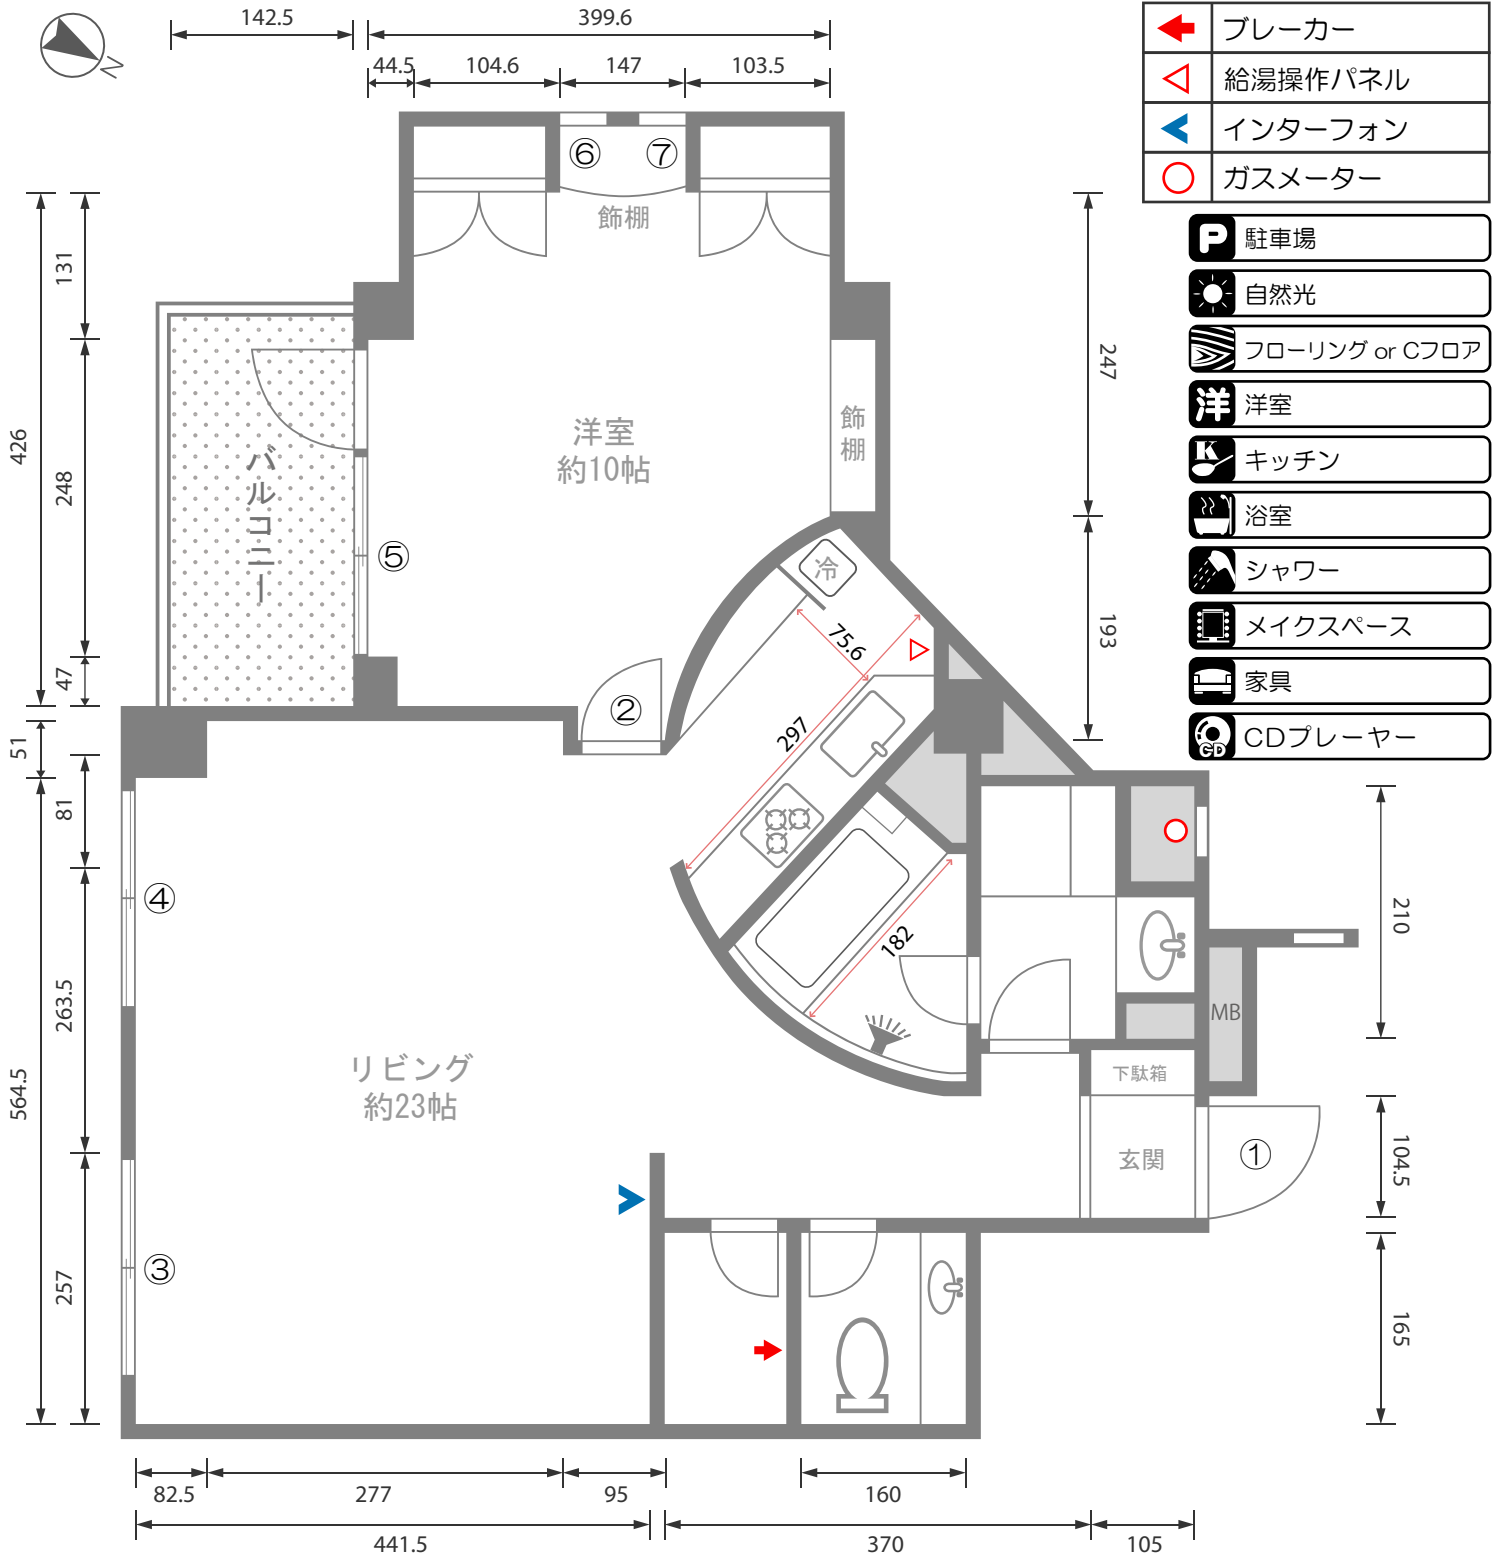 142.5
399.6
44.5
104.6
147
103.5
N
ブレーカー
給湯操作パネル
インターフォン
ガスメーター
P 駐車場
自然光
フローリング or Cフロア
洋 洋室
K キッチン
浴室
シャワー
メイクスペース
家具
CD CDプレーヤー
⑥
⑦
飾棚
131
426
248
47
バルコニー
洋室
約10帖
飾棚
247
193
⑤
冷
75.6
297
②
51
81
④
263.5
564.5
182
210
MB
リビング
約23帖
下駄箱
玄関
①
104.5
③
257
165
82.5
277
95
160
441.5
370
105